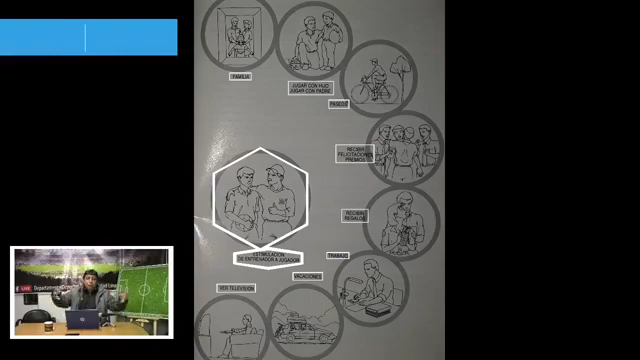 FAMILIA
JUGAR CON HIJO
JUGAR CON PADRE
PASEOS
RECIBIR
FELICITACIONES
PREMIOS
RECIBIR
REGALOS
ESTIMULACION
DE ENTRENADOR A JUGADOR
TRABAJO
VACACIONES
VER TELEVISION
LIVE